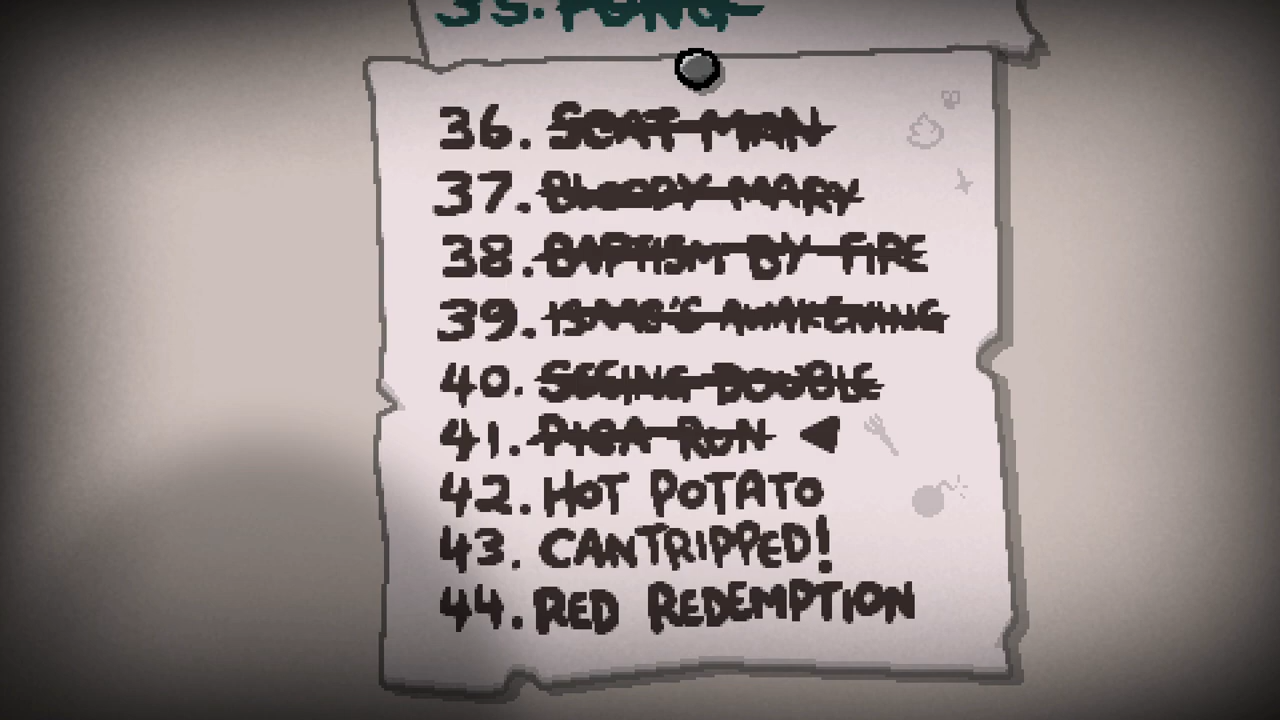 35. PONG
36. SCAT MAN
37. BLOODY MARY
38. BAPTISM BY FIRE
39. ISAAC'S AWAKENING
40. SEEING DOUBLE
41. PICA RUN
42. HOT POTATO
43. CANTRIPPED!
44. RED REDEMPTION